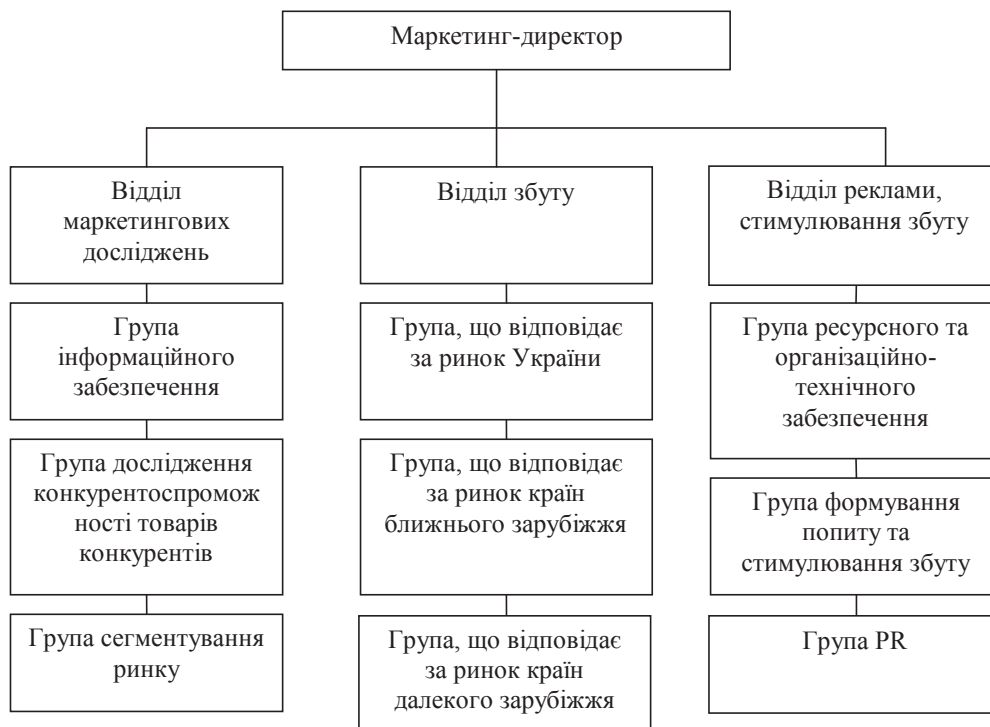 Маркетинг-директор
Відділ
маркетингових
досліджень
Група
інформаційного
забезпечення
Група дослідження
конкурентоспромож
ності товарів
конкурентів
Група сегментування
ринку
Відділ збуту
Група, що відповідає
за ринок України
Група, що відповідає
за ринок країн
ближнього зарубіжжя
Група, що відповідає
за ринок країн
далекого зарубіжжя
Відділ реклами,
стимулювання збуту
Група ресурсного та
організаційно-
технічного
забезпечення
Група формування
попиту та
стимулювання збуту
Група PR